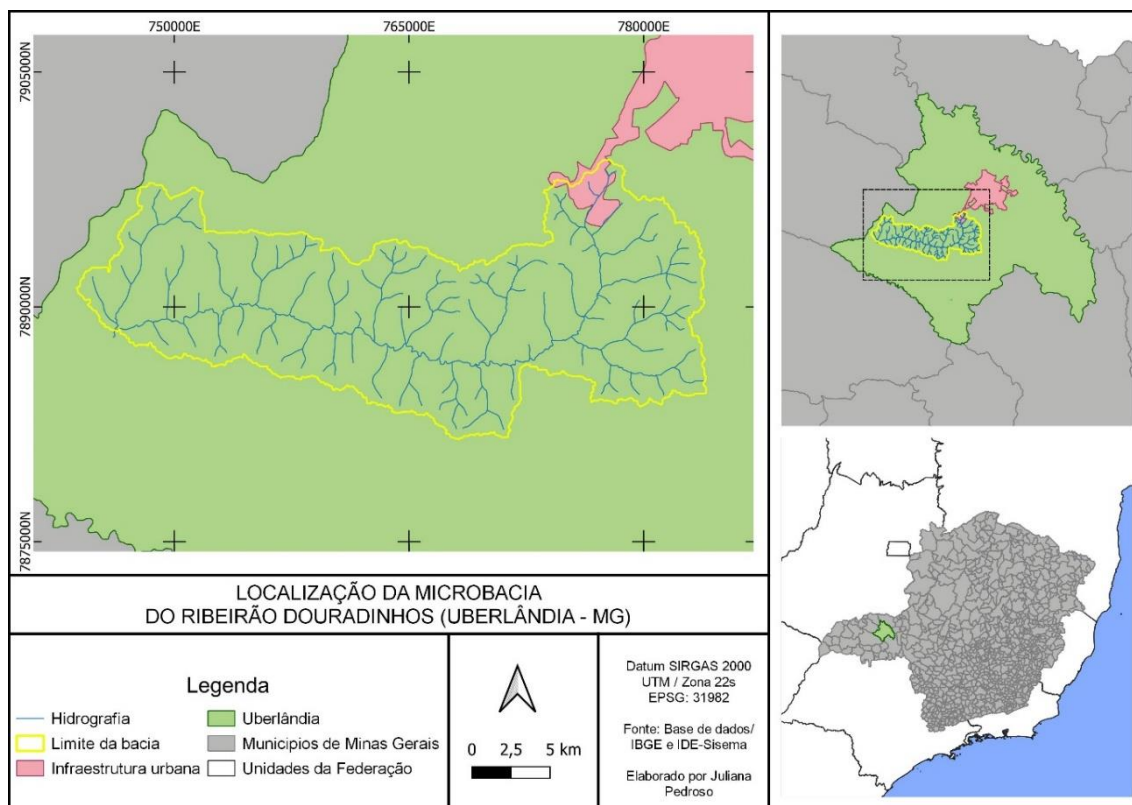 750000E
765000E
780000E
7905000N
7890000N
7875000N
LOCALIZAÇÃO DA MICROBACIA
DO RIBEIRÃO DOURADINHOS (UBERLÂNDIA - MG)
Legenda
Hidrografia
Limite da bacia
Infraestrutura urbana
Uberlândia
Municipios de Minas Gerais
Unidades da Federação
0 2,5 5 km
Datum SIRGAS 2000
UTM / Zona 22s
EPSG: 31982
Fonte: Base de dados/
IBGE e IDE-Sisema
Elaborado por Juliana
Pedroso